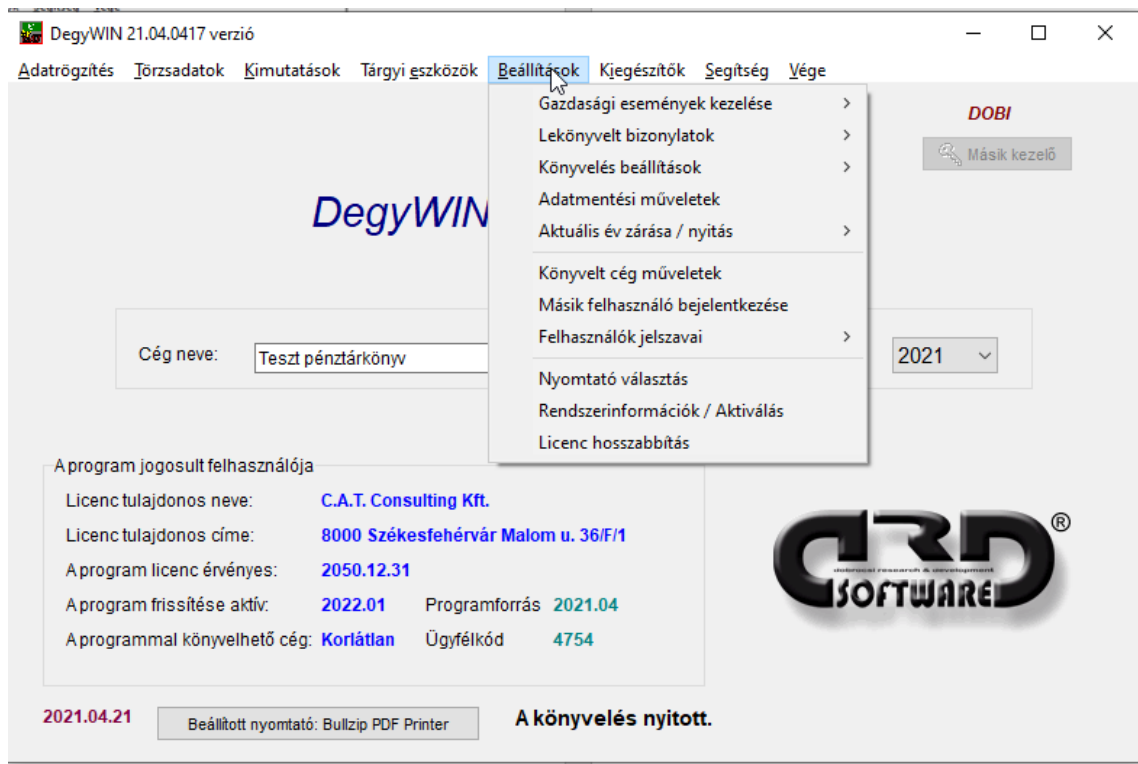 DegyWIN 21.04.0417 verzió
Adatrögzítés Törzsadatok Kimutatások Tárgyi eszközök Beállítások Kiegészítők Segítség Vége
Gazdasági események kezelése
Lekönyvelt bizonylatok
Könyvelés beállítások
Adatmentési műveletek
Aktuális év zárása / nyitás
Könyvelt cég műveletek
Másik felhasználó bejelentkezése
Felhasználók jelszavai
Nyomtató választás
Rendszerinformációk / Aktiválás
Licenc hosszabbítás
DOBI
Másik kezelő
DegyWIN
Cég neve: Teszt pénztárkönyv 2021
A program jogosult felhasználója
Licenc tulajdonos neve: C.A.T. Consulting Kft.
Licenc tulajdonos címe: 8000 Székesfehérvár Malom u. 36/F/1
A program licenc érvényes: 2050.12.31
A program frissítése aktív: 2022.01 Programforrás 2021.04
A programmal könyvelhető cég: Korlátlan Ügyfélkód 4754
DRD ®
dobrocsi research & development
SOFTWARE
2021.04.21 Beállított nyomtató: Bullzip PDF Printer A könyvelés nyitott.